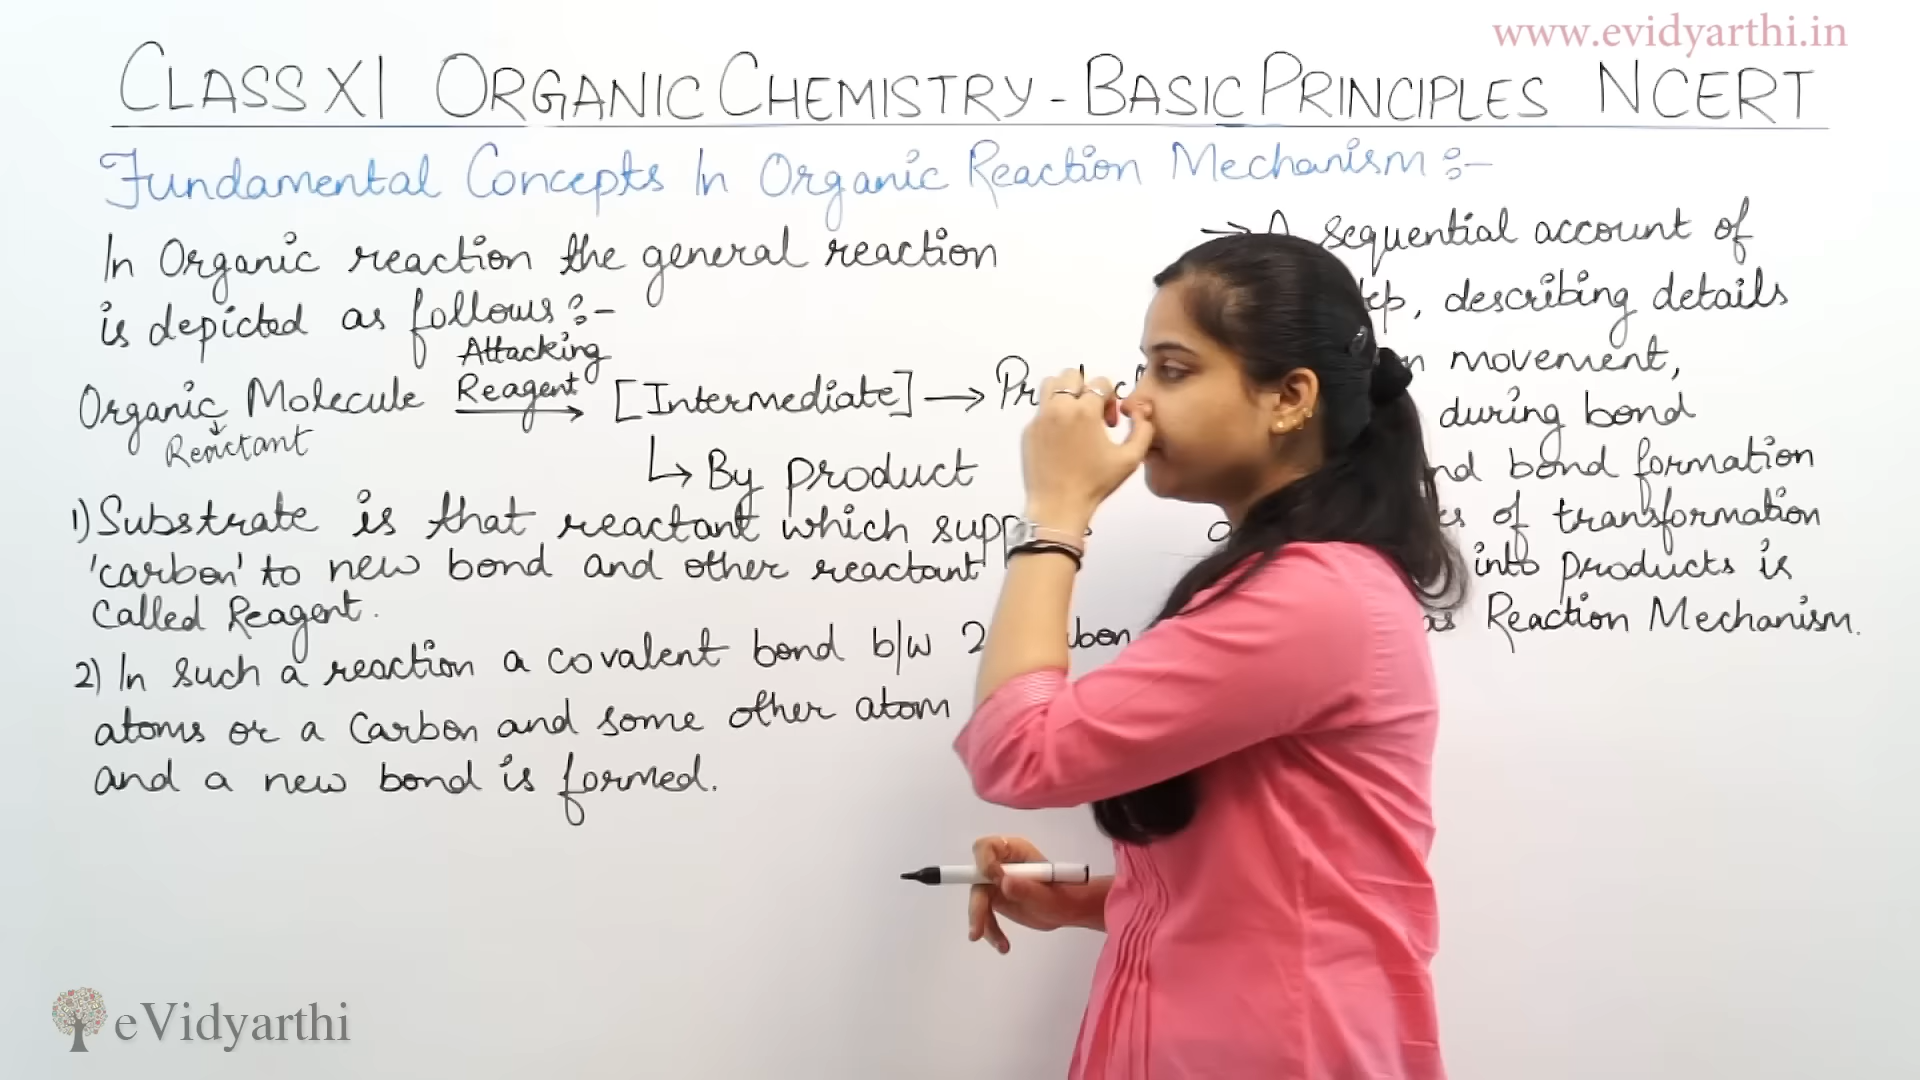 www.evidyarthi.in
CLASS XI ORGANIC CHEMISTRY - BASIC PRINCIPLES NCERT
Fundamental Concepts In Organic Reaction Mechanism :-
In Organic reaction the general reaction
is depicted as follows :-
Attacking
Organic Molecule Reagent [Intermediate] →
Reactant
↳ By product
1) Substrate is that reactant which
'carbon' to new bond and other reactant
called Reagent.
2) In such a reaction a covalent bond b/w 2
atoms or a carbon and some other atom
and a new bond is formed.
→ A sequential account of
describing details
movement,
during bond
bond formation
of transformation
into products is
as Reaction Mechanism.
eVidyarthi